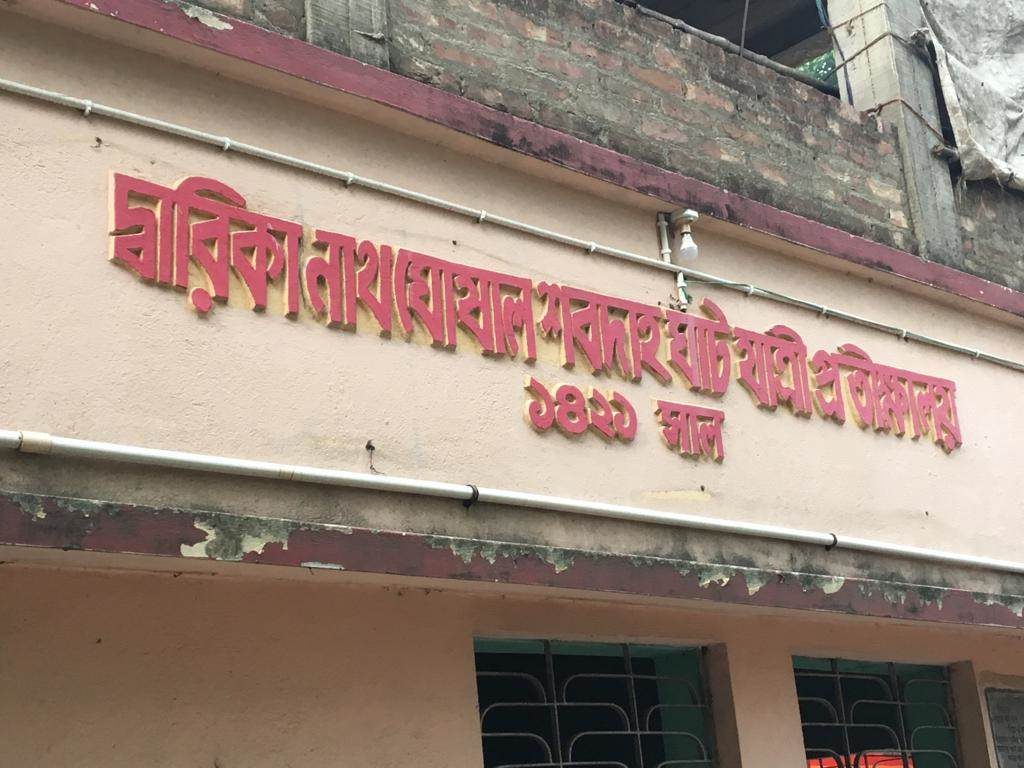 দ্বারিকা নাথ ঘোষাল শবদাহ ঘাট যাত্রী প্রতীক্ষালয়
১৪২১ সাল